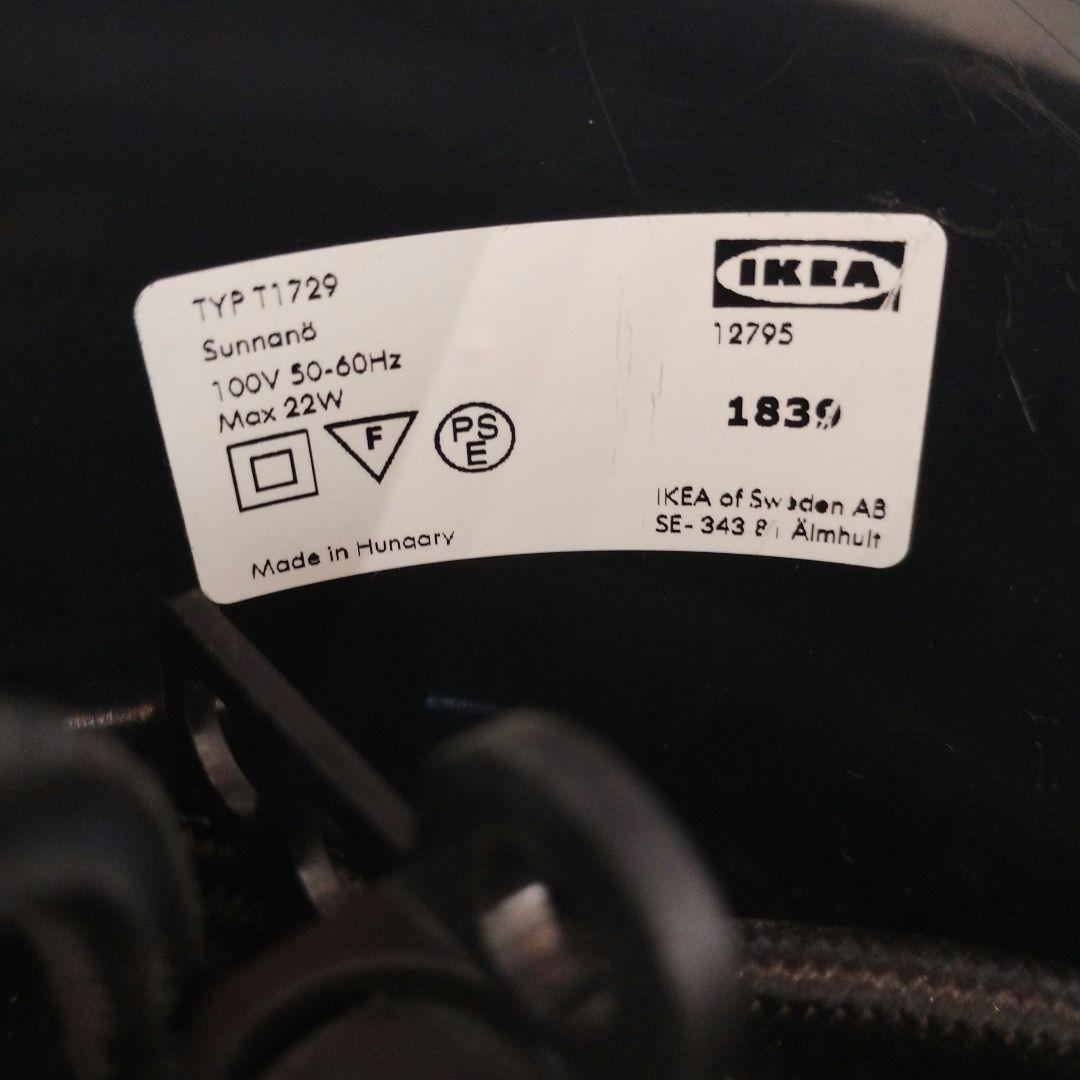 TYP T1729
Sunnanö
100V 50-60Hz
Max 22W
F
PS
E
Made in Hungary
IKEA
12795
1839
IKEA of Sweden AB
SE- 343 81 Älmhult